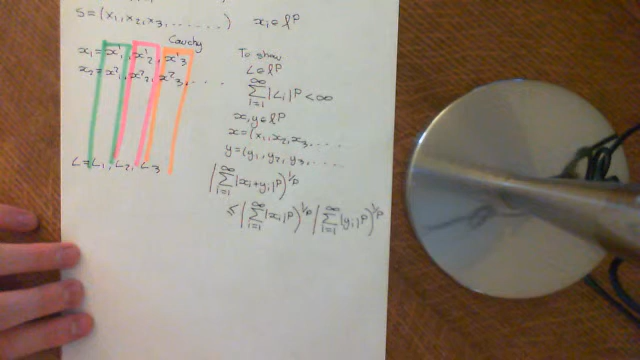 S = (x₁, x₂, x₃, .......) x₁ ∈ ℓᵖ
Cauchy
x₁ = x¹₁, x¹₂, x¹₃
x₂ = x²₁, x²₂, x²₃, ....
L = L₁, L₂, L₃
To show
L ∈ ℓᵖ
∑_{i=1}^{∞} |Lᵢ|ᵖ < ∞
x, y ∈ ℓᵖ
x = (x₁, x₂, x₃, ....
y = (y₁, y₂, y₃, .....
(∑_{i=1}^{∞} |xᵢ + yᵢ|ᵖ)^{1/p}
≤ (∑_{i=1}^{∞} |xᵢ|ᵖ)^{1/p} (∑_{i=1}^{∞} |yᵢ|ᵖ)^{1/p}